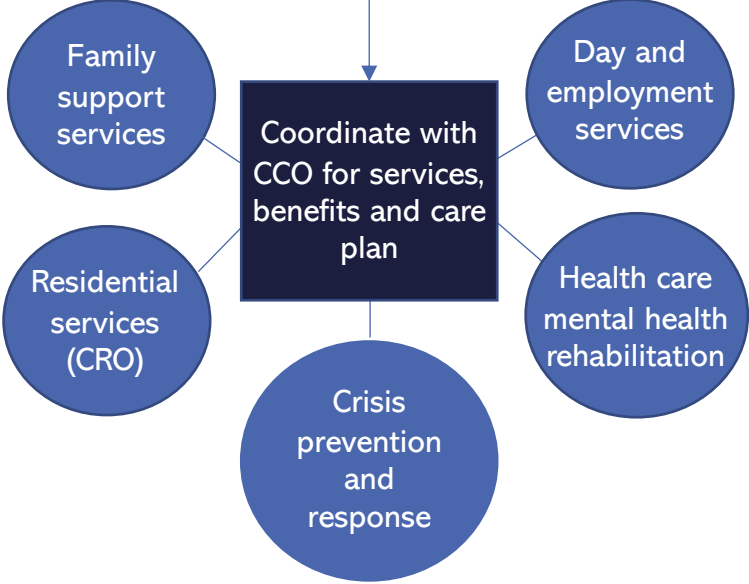 Family
support
services
Day and
employment
services
Coordinate with
CCO for services,
benefits and care
plan
Residential
services
(CRO)
Health care
mental health
rehabilitation
Crisis
prevention
and
response